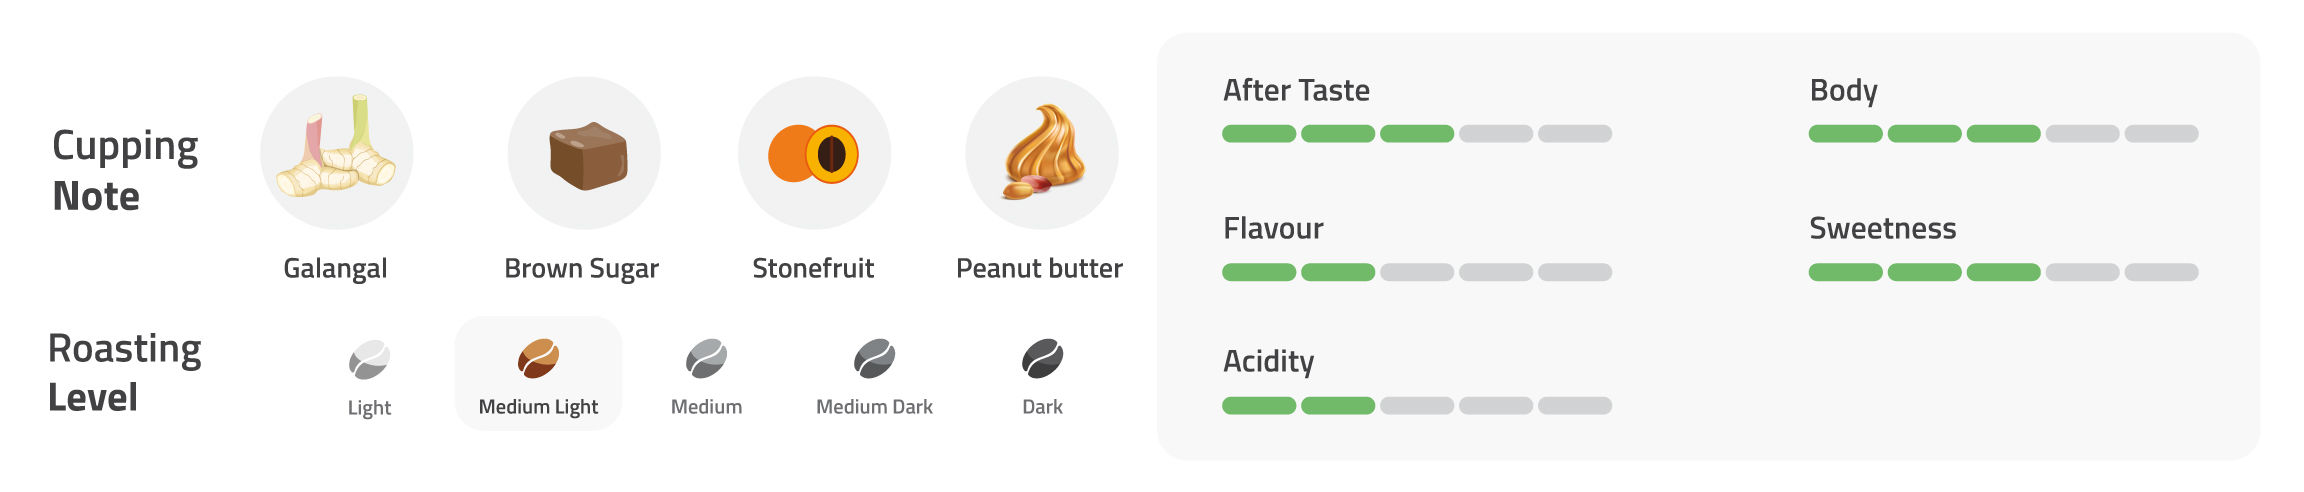 Cupping
Note
Galangal
Brown Sugar
Stonefruit
Peanut butter
Roasting
Level
Light
Medium Light
Medium
Medium Dark
Dark
After Taste
Body
Flavour
Sweetness
Acidity